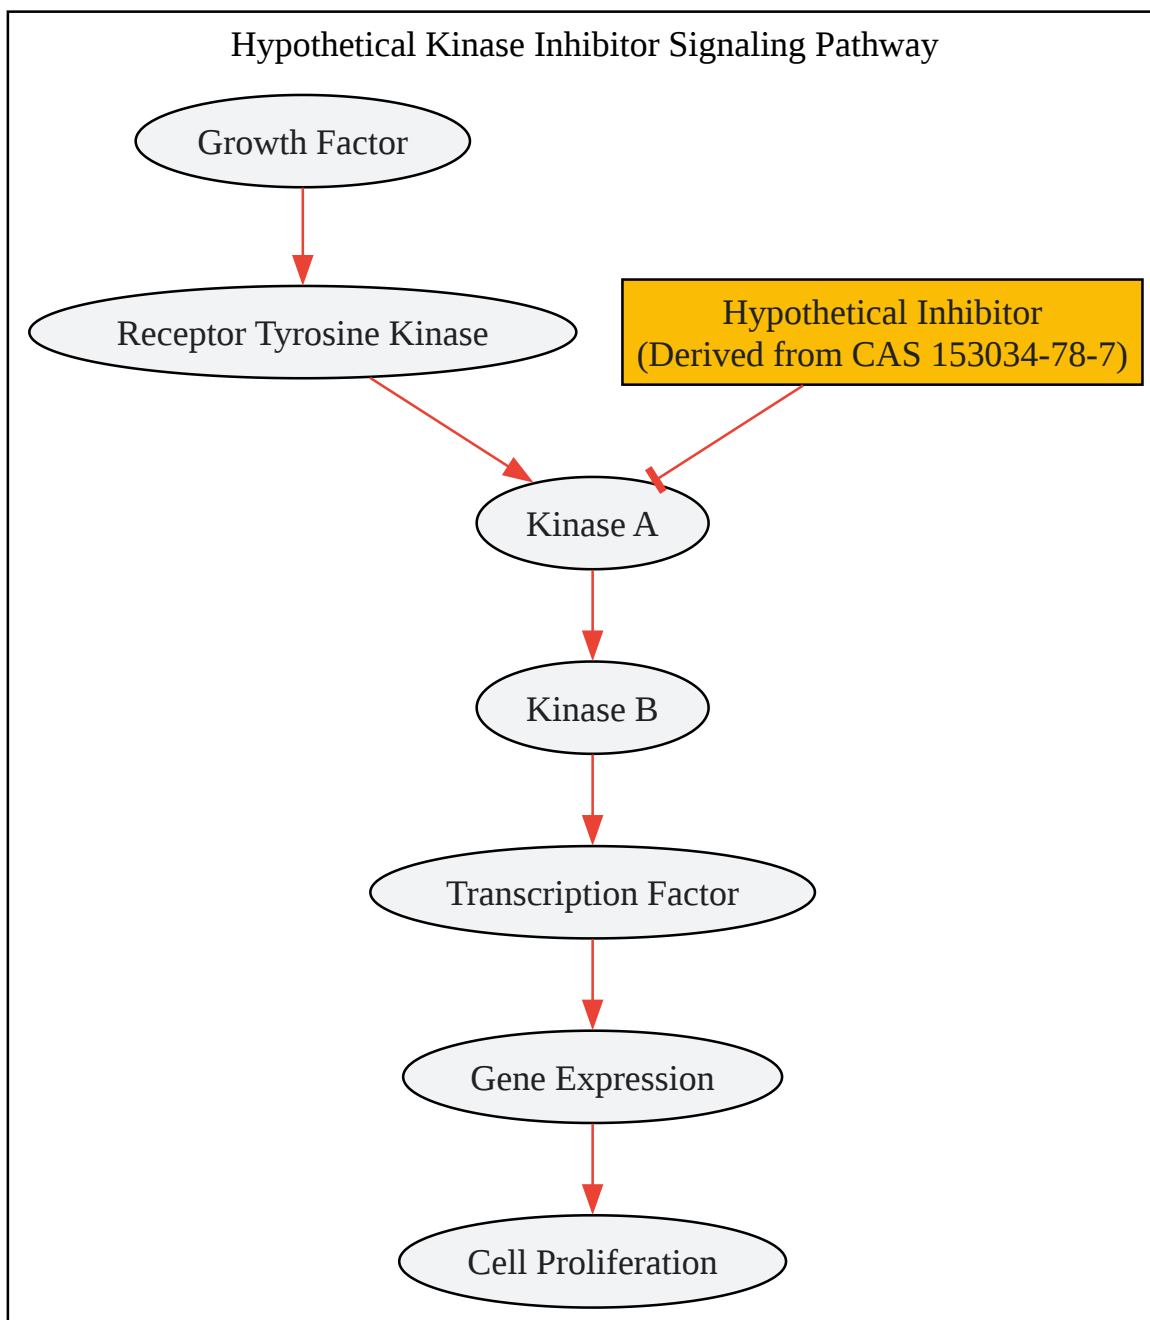 Hypothetical Kinase Inhibitor Signaling Pathway
Growth Factor
Receptor Tyrosine Kinase
Hypothetical Inhibitor
(Derived from CAS 153034-78-7)
Kinase A
Kinase B
Transcription Factor
Gene Expression
Cell Proliferation